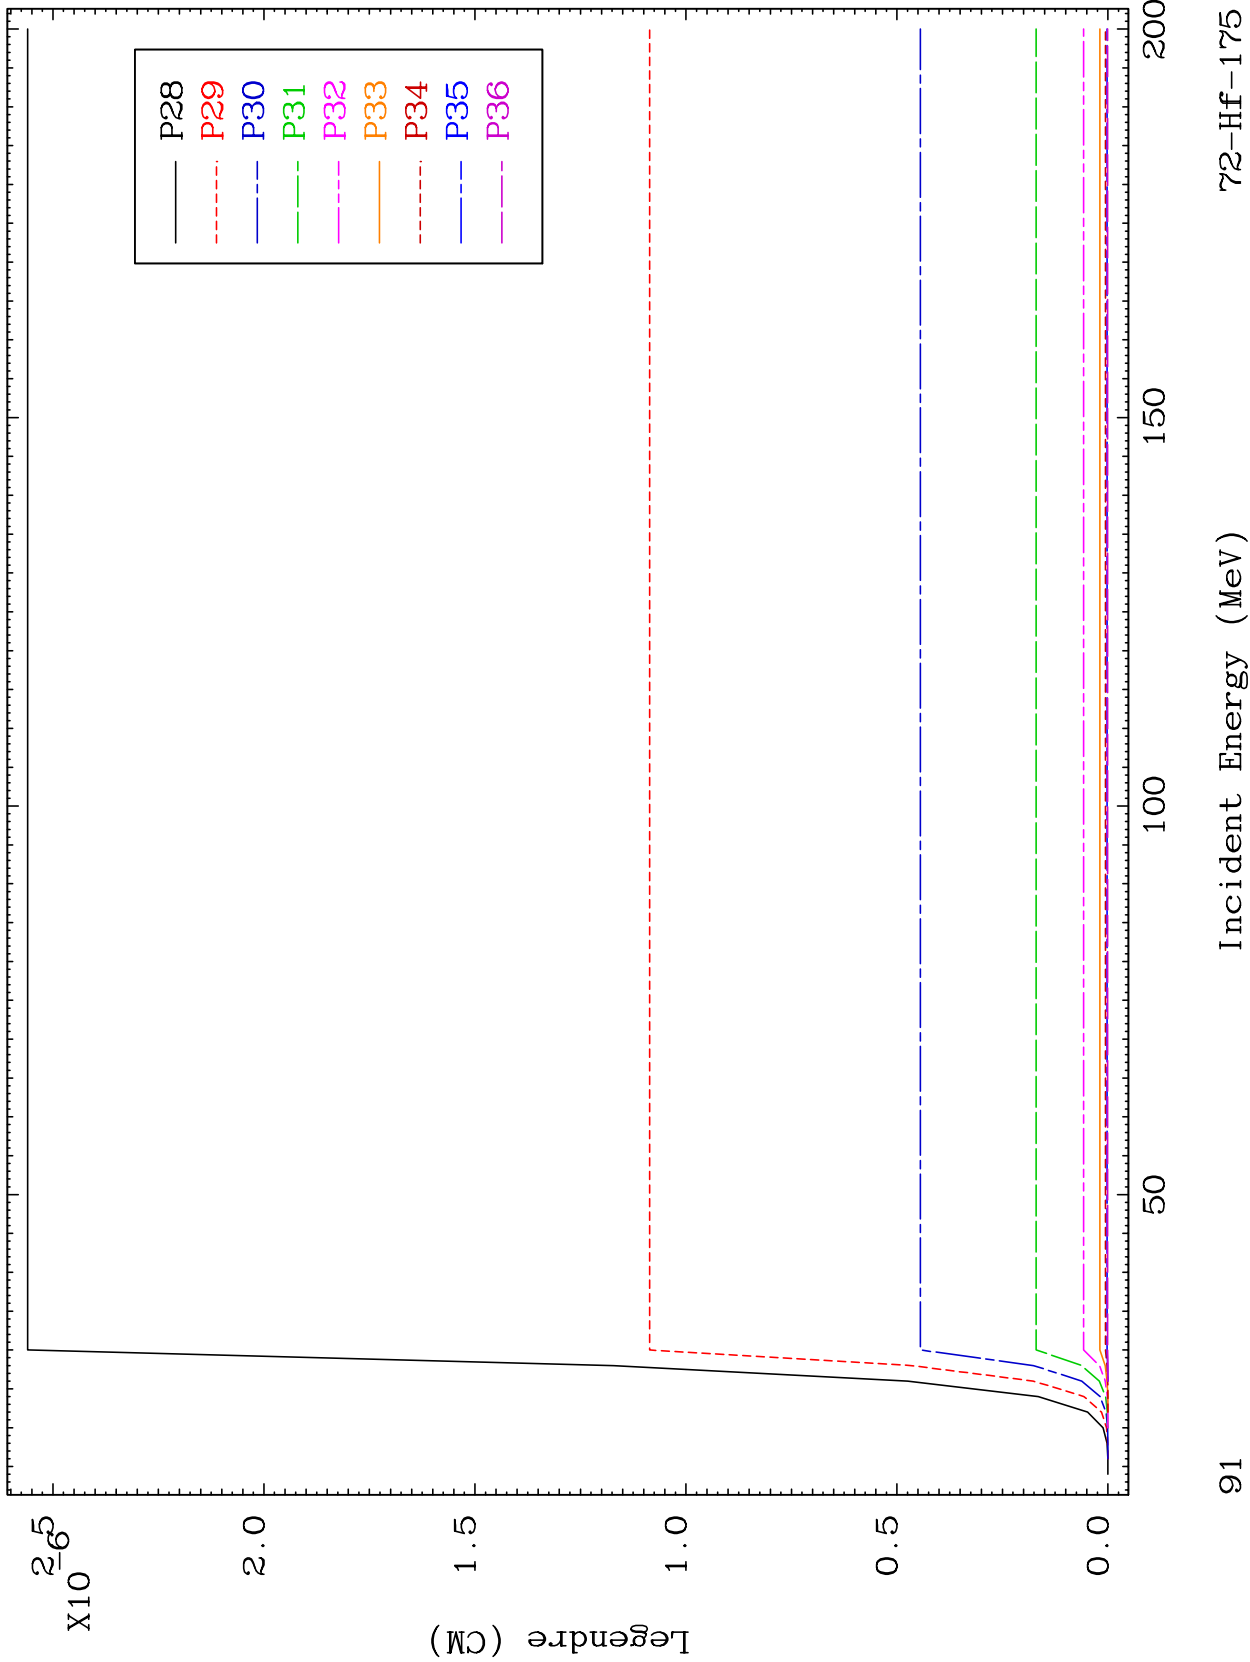 P28
P29
P30
P31
P32
P33
P34
P35
P36
X10
-6
2.5
2.0
1.5
1.0
0.5
0.0
Legendre (CM)
50
100
150
200
91
Incident Energy (MeV)
72-Hf-175